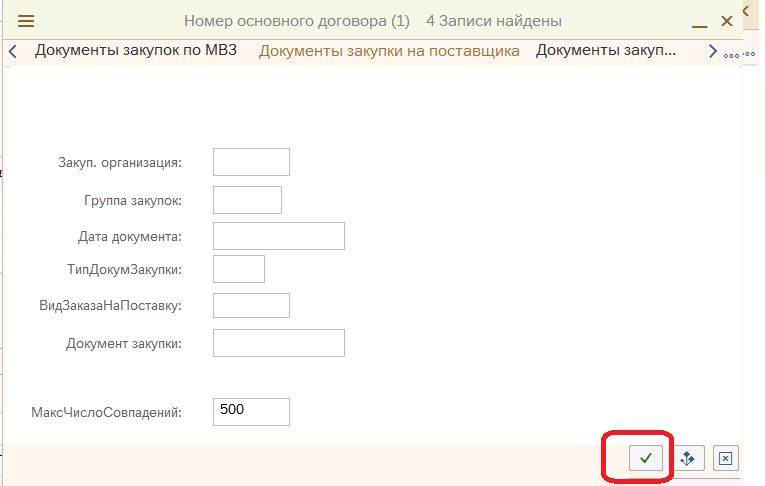 Номер основного договора (1) 4 Записи найдены
Документы закупок по МВЗ Документы закупки на поставщика Документы закуп...
Закуп. организация:
Группа закупок:
Дата документа:
ТипДокумЗакупки:
ВидЗаказаНаПоставку:
Документ закупки:
МаксЧислоСовпадений: 500